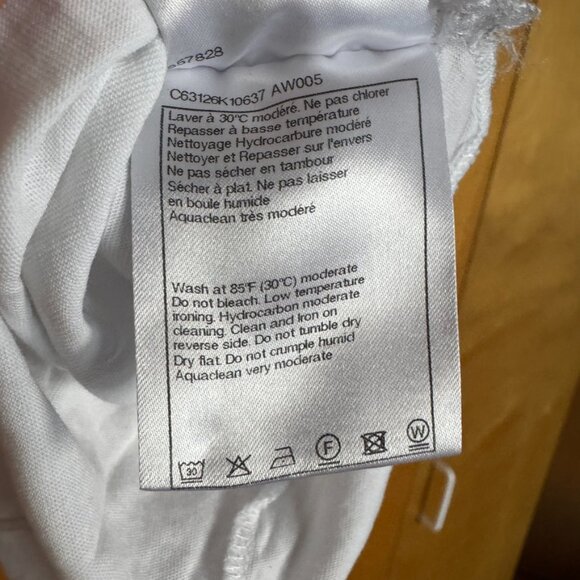 57828
C63126K10637 AW005
Laver à 30°C modéré. Ne pas chlorer
Repasser à basse température
Nettoyage Hydrocarbure modéré
Nettoyer et Repasser sur l'envers
Ne pas sécher en tambour
Sécher à plat. Ne pas laisser
en boule humide
Aquaclean très modéré
Wash at 85°F (30°C) moderate
Do not bleach. Low temperature
ironing. Hydrocarbon moderate
cleaning. Clean and Iron on
reverse side. Do not tumble dry
Dry flat. Do not crumple humid
Aquaclean very moderate
30 F W